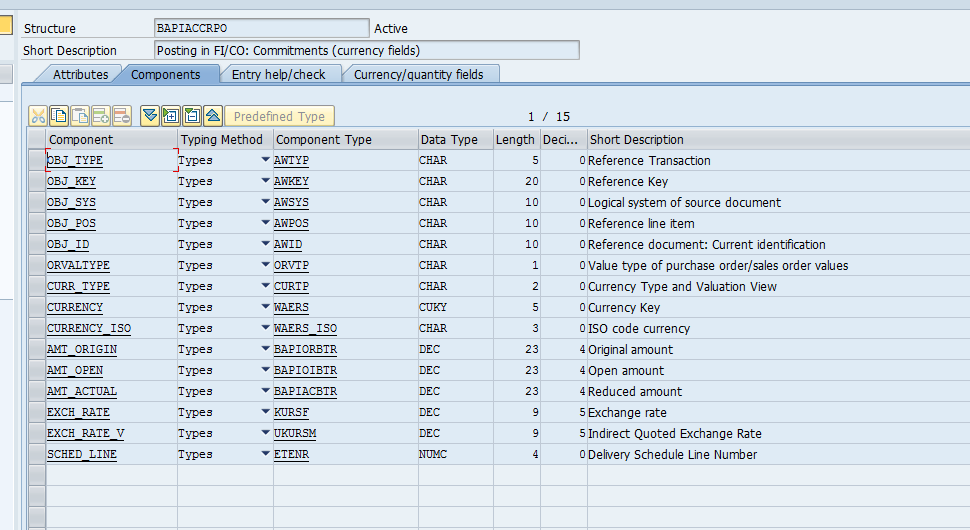 Structure BAPIACCRPO Active
Short Description Posting in FI/CO: Commitments (currency fields)
Attributes Components Entry help/check Currency/quantity fields
Predefined Type 1 / 15
Component Typing Method Component Type Data Type Length Deci... Short Description
OBJ_TYPE Types AWTYP CHAR 5 0 Reference Transaction
OBJ_KEY Types AWKEY CHAR 20 0 Reference Key
OBJ_SYS Types AWSYS CHAR 10 0 Logical system of source document
OBJ_POS Types AWPOS CHAR 10 0 Reference line item
OBJ_ID Types AWID CHAR 10 0 Reference document: Current identification
ORVALTYPE Types ORVTP CHAR 1 0 Value type of purchase order/sales order values
CURR_TYPE Types CURTP CHAR 2 0 Currency Type and Valuation View
CURRENCY Types WAERS CUKY 5 0 Currency Key
CURRENCY_ISO Types WAERS_ISO CHAR 3 0 ISO code currency
AMT_ORIGIN Types BAPIORBTR DEC 23 4 Original amount
AMT_OPEN Types BAPIOIBTR DEC 23 4 Open amount
AMT_ACTUAL Types BAPIACBTR DEC 23 4 Reduced amount
EXCH_RATE Types KURSF DEC 9 5 Exchange rate
EXCH_RATE_V Types UKURSM DEC 9 5 Indirect Quoted Exchange Rate
SCHED_LINE Types ETENR NUMC 4 0 Delivery Schedule Line Number